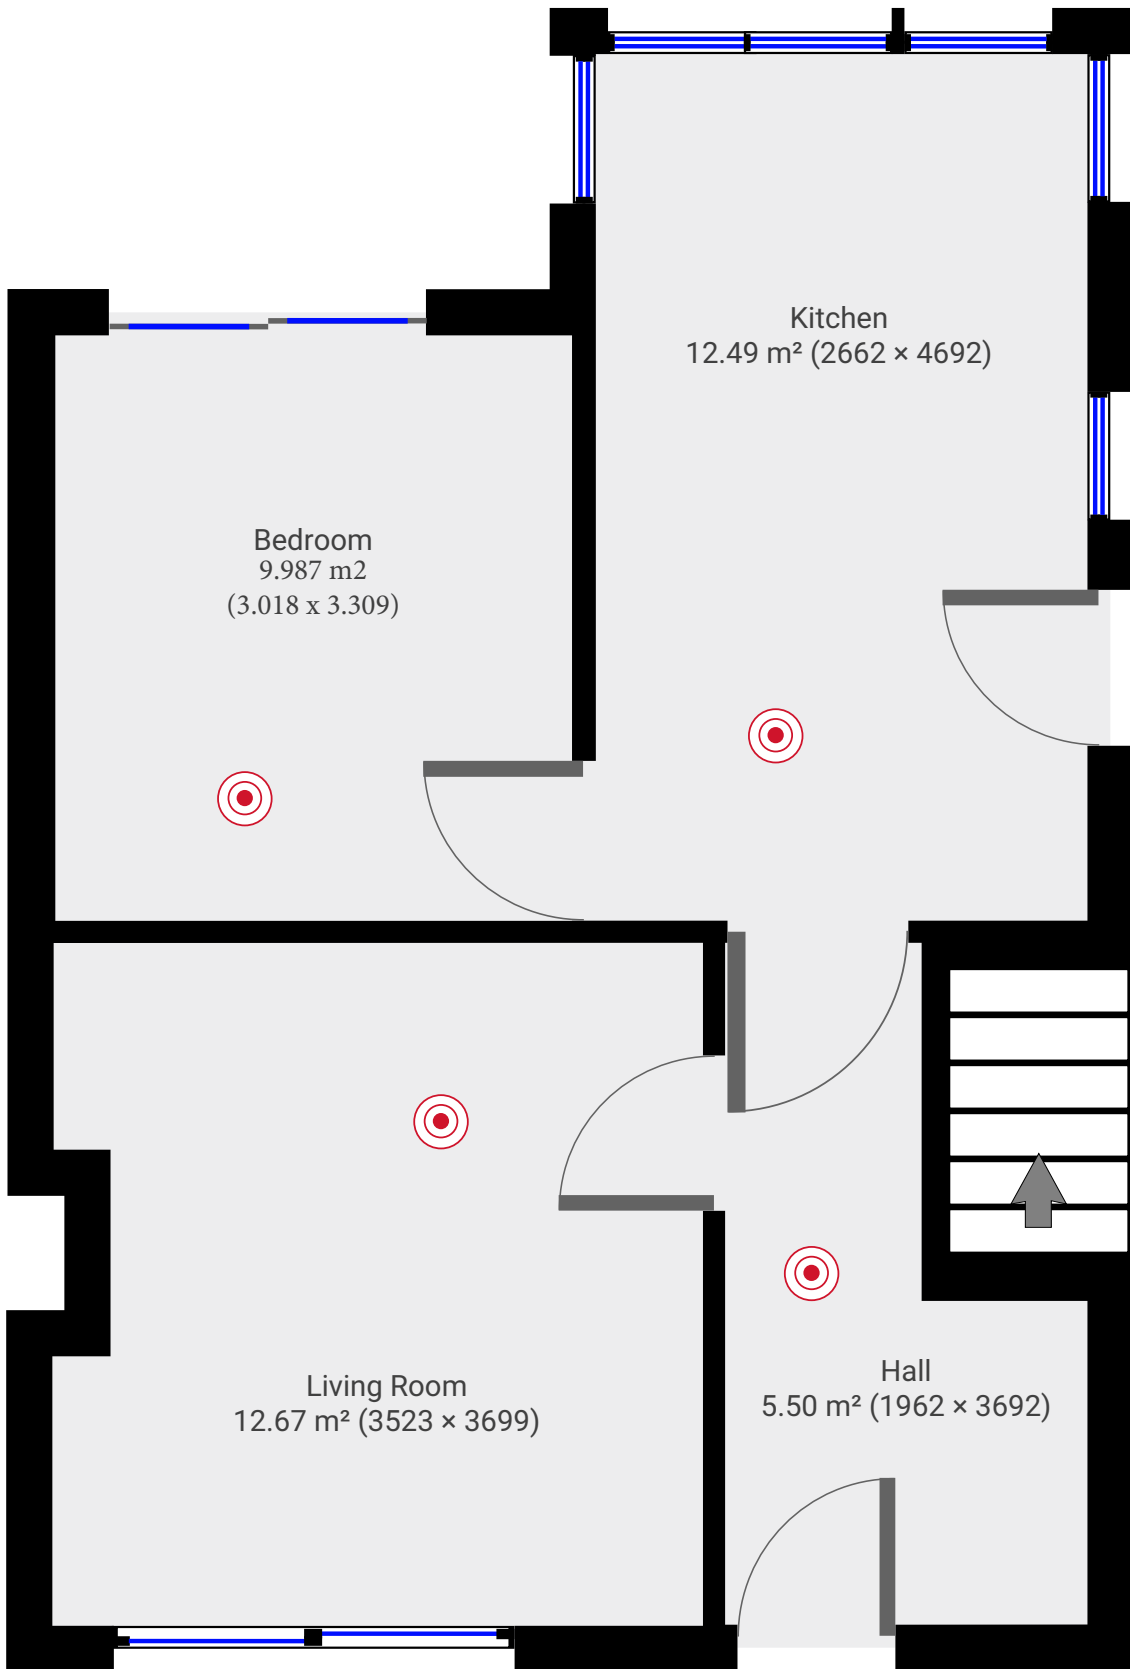 Kitchen
12.49 m² (2662 × 4692)
Bedroom
9.987 m2
(3.018 x 3.309)
Living Room
12.67 m² (3523 × 3699)
Hall
5.50 m² (1962 × 3692)